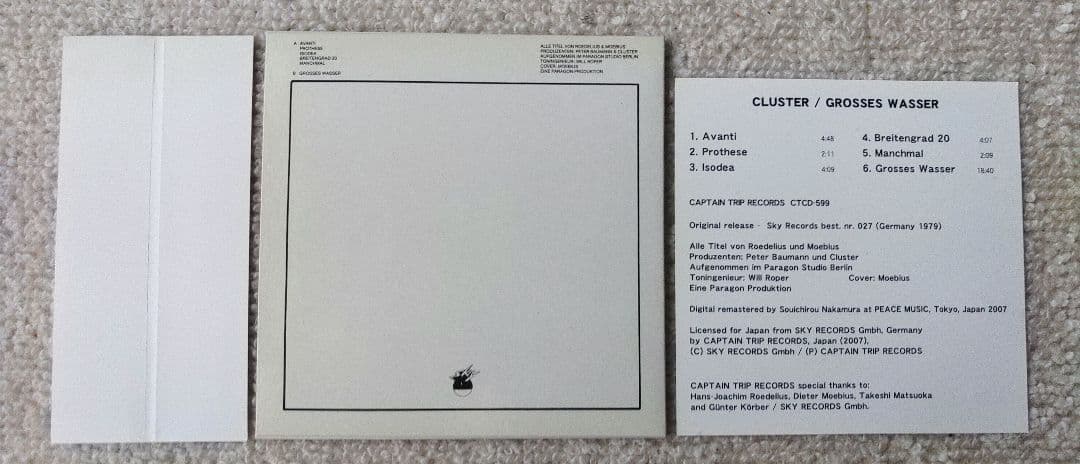 A AVANTI
PROTHESE
ISODEA
BREITENGRAD 20
MANCHMAL
B GROSSES WASSER
ALLE TITEL VON ROEDELIUS & MOEBIUS
PRODUZENTEN: PETER BAUMANN & CLUSTER
AUFGENOMMEN IM PARAGON STUDIO BERLIN
TONINGENIEUR: WILL ROPER
COVER: MOEBIUS
EINE PARAGON-PRODUKTION
CLUSTER / GROSSES WASSER
1. Avanti 4:48
2. Prothese 2:11
3. Isodea 4:09
4. Breitengrad 20 4:07
5. Manchmal 2:09
6. Grosses Wasser 18:40
CAPTAIN TRIP RECORDS CTCD-599
Original release - Sky Records best. nr. 027 (Germany 1979)
Alle Titel von Roedelius und Moebius
Produzenten: Peter Baumann und Cluster
Aufgenommen im Paragon Studio Berlin
Toningenieur: Will Roper Cover: Moebius
Eine Paragon Produktion
Digital remastered by Souichirou Nakamura at PEACE MUSIC, Tokyo, Japan 2007
Licensed for Japan from SKY RECORDS Gmbh, Germany
by CAPTAIN TRIP RECORDS, Japan (2007),
(C) SKY RECORDS Gmbh / (P) CAPTAIN TRIP RECORDS
CAPTAIN TRIP RECORDS special thanks to:
Hans-Joachim Roedelius, Dieter Moebius, Takeshi Matsuoka
and Günter Körber / SKY RECORDS Gmbh.